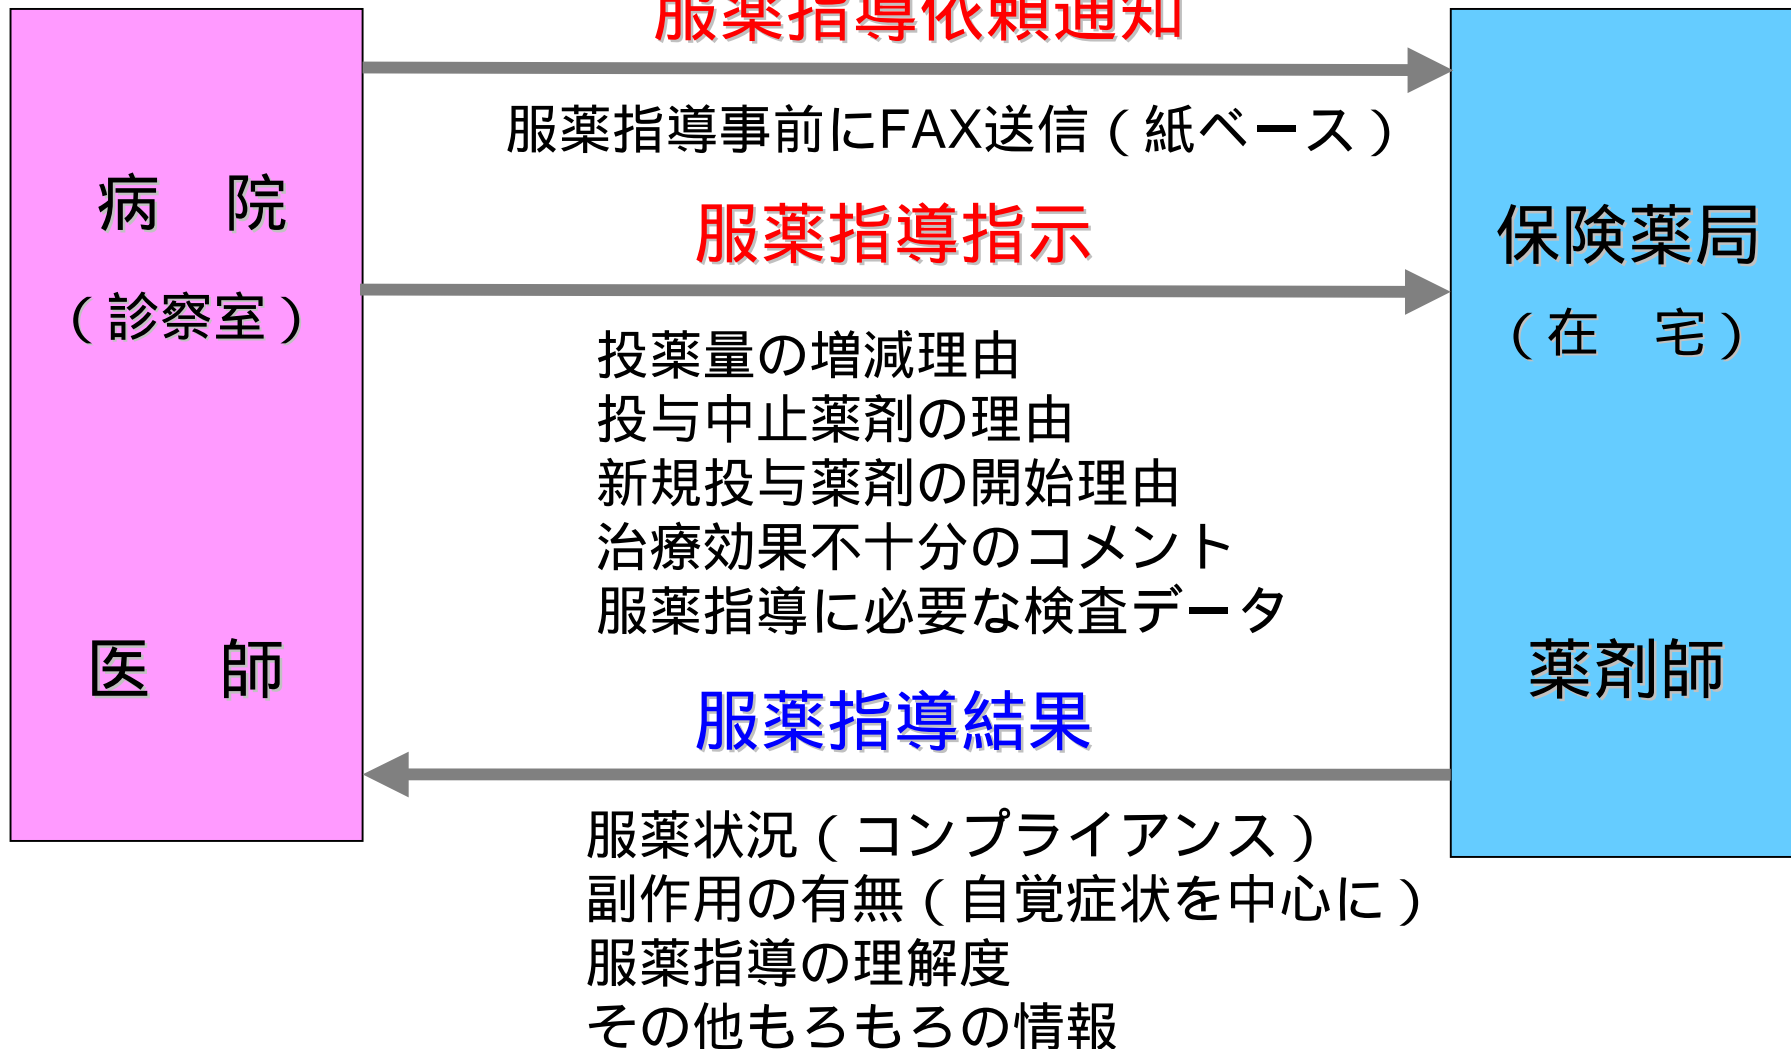 服薬指導依頼通知
服薬指導事前にFAX送信（紙ベース）
病　院
（診察室）
医　師
服薬指導指示
投薬量の増減理由
投与中止薬剤の理由
新規投与薬剤の開始理由
治療効果不十分のコメント
服薬指導に必要な検査データ
服薬指導結果
服薬状況（コンプライアンス）
副作用の有無（自覚症状を中心に）
服薬指導の理解度
その他もろもろの情報
保険薬局
（在　宅）
薬剤師